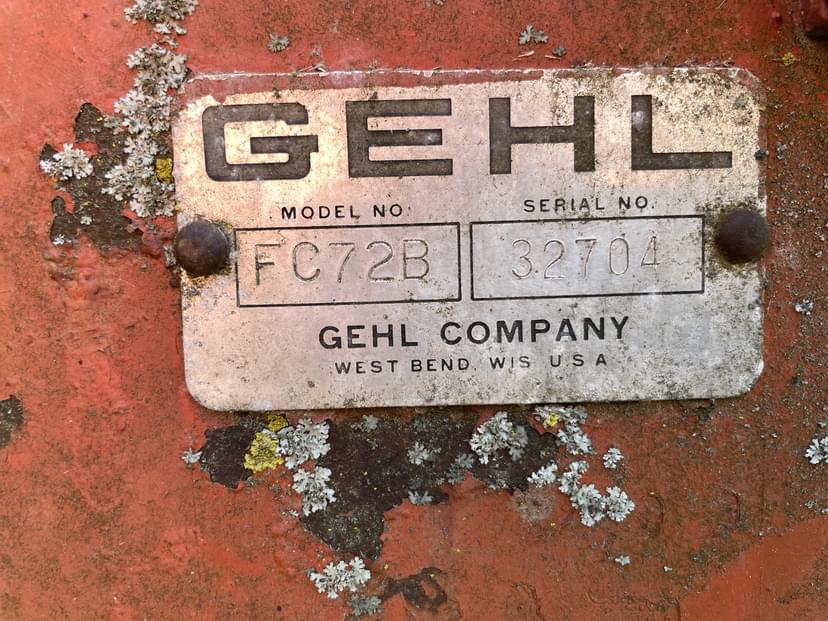 GEHL
MODEL NO. SERIAL NO.
FC72B 32704
GEHL COMPANY
WEST BEND, WIS U S A